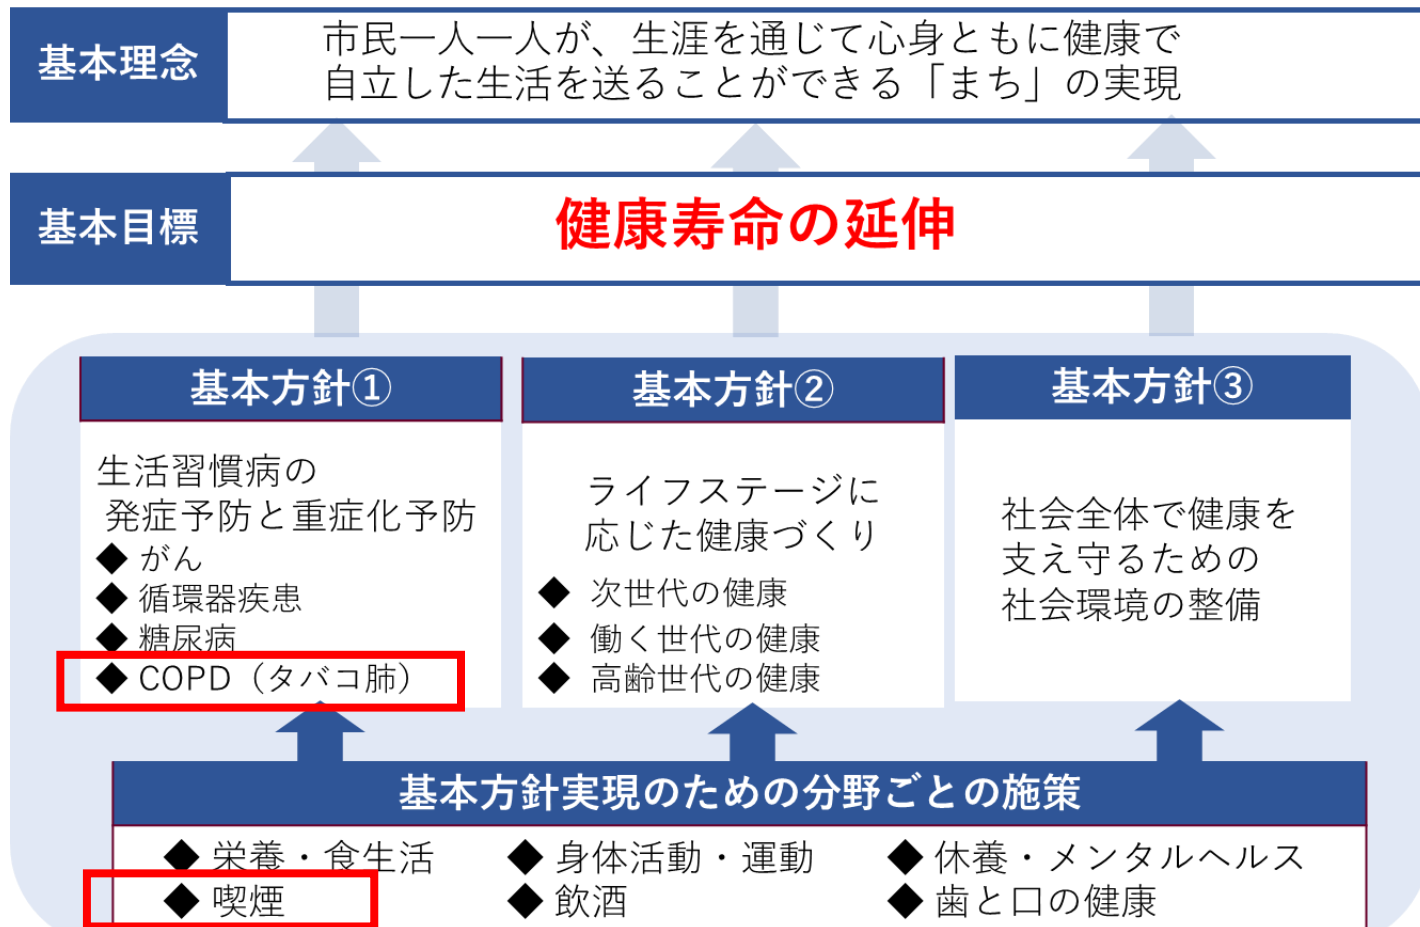 基本理念
市民一人一人が、生涯を通じて心身ともに健康で
自立した生活を送ることができる「まち」の実現
基本目標
健康寿命の延伸
基本方針①
生活習慣病の
発症予防と重症化予防
◆ がん
◆ 循環器疾患
◆ 糖尿病
◆ COPD（タバコ肺）
基本方針②
ライフステージに
応じた健康づくり
◆ 次世代の健康
◆ 働く世代の健康
◆ 高齢世代の健康
基本方針③
社会全体で健康を
支え守るための
社会環境の整備
基本方針実現のための分野ごとの施策
◆ 栄養・食生活 ◆ 身体活動・運動 ◆ 休養・メンタルヘルス
◆ 喫煙 ◆ 飲酒 ◆ 歯と口の健康